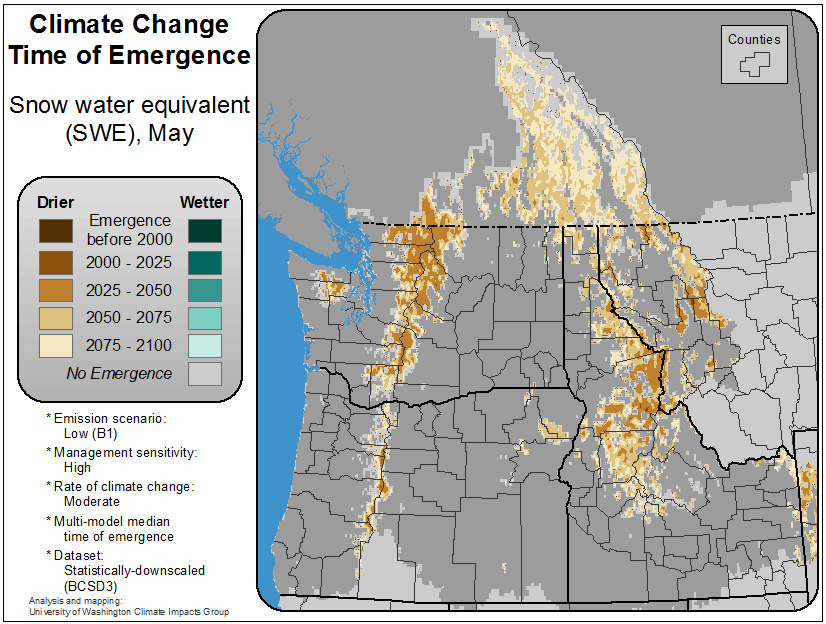 Climate Change
Time of Emergence
Snow water equivalent
(SWE), May
Drier
Wetter
Emergence
before 2000
2000 - 2025
2025 - 2050
2050 - 2075
2075 - 2100
No Emergence
* Emission scenario:
Low (B1)
* Management sensitivity:
High
* Rate of climate change:
Moderate
* Multi-model median
time of emergence
* Dataset:
Statistically-downscaled
(BCSD3)
Analysis and mapping:
University of Washington Climate Impacts Group
Counties